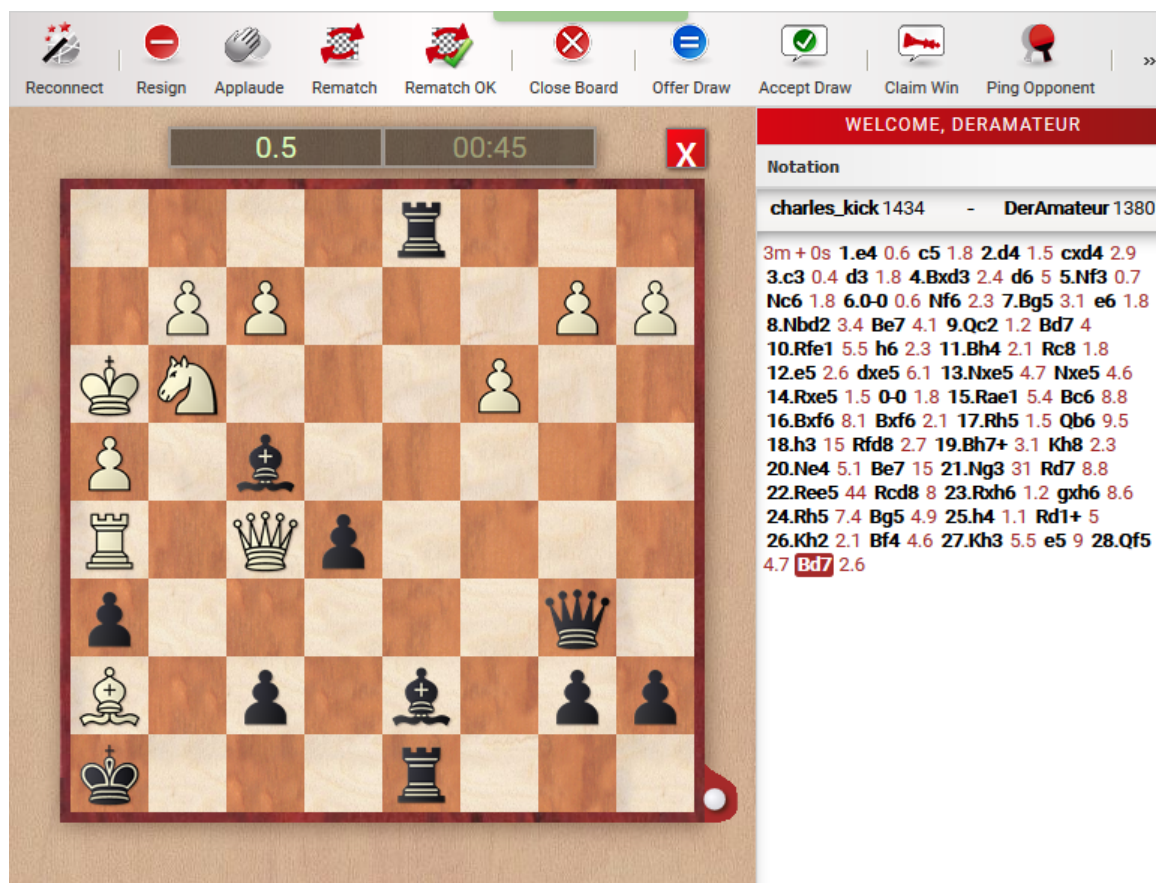 Reconnect Resign Applaude Rematch Rematch OK Close Board Offer Draw Accept Draw Claim Win Ping Opponent »
0.5 00:45 X
WELCOME, DERAMATEUR
Notation
charles_kick 1434 - DerAmateur 1380
3m + 0s 1.e4 0.6 c5 1.8 2.d4 1.5 cxd4 2.9
3.c3 0.4 d3 1.8 4.Bxd3 2.4 d6 5 5.Nf3 0.7
Nc6 1.8 6.0-0 0.6 Nf6 2.3 7.Bg5 3.1 e6 1.8
8.Nbd2 3.4 Be7 4.1 9.Qc2 1.2 Bd7 4
10.Rfe1 5.5 h6 2.3 11.Bh4 2.1 Rc8 1.8
12.e5 2.6 dxe5 6.1 13.Nxe5 4.7 Nxe5 4.6
14.Rxe5 1.5 0-0 1.8 15.Rae1 5.4 Bc6 8.8
16.Bxf6 8.1 Bxf6 2.1 17.Rh5 1.5 Qb6 9.5
18.h3 15 Rfd8 2.7 19.Bh7+ 3.1 Kh8 2.3
20.Ne4 5.1 Be7 15 21.Ng3 31 Rd7 8.8
22.Ree5 44 Rcd8 8 23.Rxh6 1.2 gxh6 8.6
24.Rh5 7.4 Bg5 4.9 25.h4 1.1 Rd1+ 5
26.Kh2 2.1 Bf4 4.6 27.Kh3 5.5 e5 9 28.Qf5
4.7 Bd7 2.6